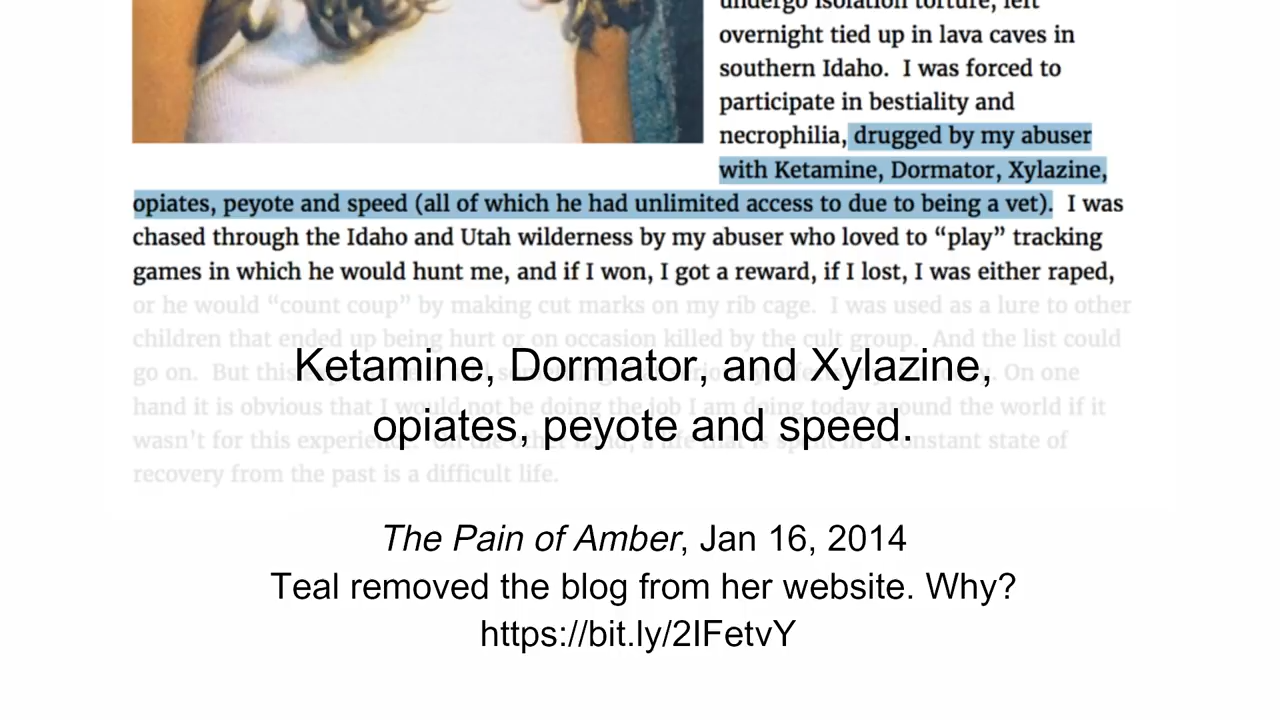 undergo isolation torture, left
overnight tied up in lava caves in
southern Idaho. I was forced to
participate in bestiality and
necrophilia, drugged by my abuser
with Ketamine, Dormator, Xylazine,
opiates, peyote and speed (all of which he had unlimited access to due to being a vet). I was
chased through the Idaho and Utah wilderness by my abuser who loved to “play” tracking
games in which he would hunt me, and if I won, I got a reward, if I lost, I was either raped,
or he would “count coup” by making cut marks on my rib cage. I was used as a lure to other
children that ended up being hurt or on occasion killed by the cult group. And the list could
go on. But this On one
hand it is obvious that I would not be doing the job I am doing today around the world if it
wasn’t for this constant state of
recovery from the past is a difficult life.
Ketamine, Dormator, and Xylazine,
opiates, peyote and speed.
The Pain of Amber, Jan 16, 2014
Teal removed the blog from her website. Why?
https://bit.ly/2IFetvY